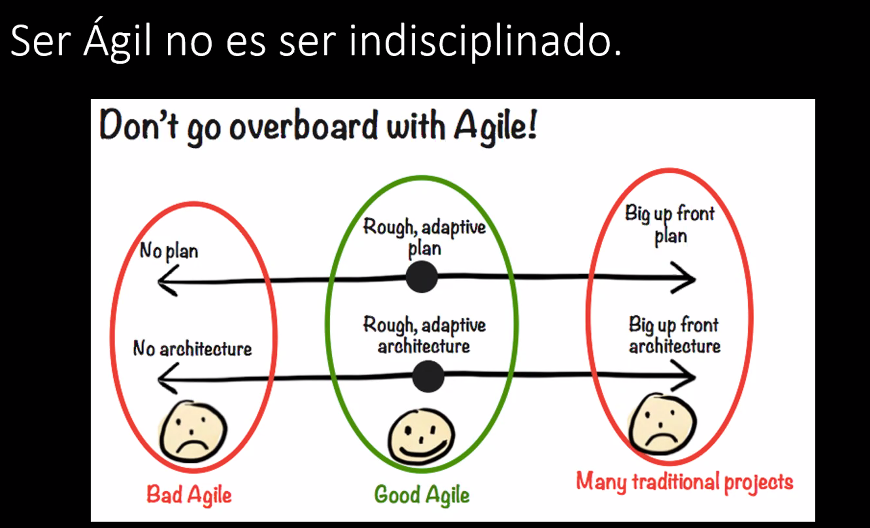 Ser Ágil no es ser indisciplinado.
Don't go overboard with Agile!
No plan
Rough, adaptive
plan
Big up front
plan
No architecture
Rough, adaptive
architecture
Big up front
architecture
Bad Agile
Good Agile
Many traditional projects